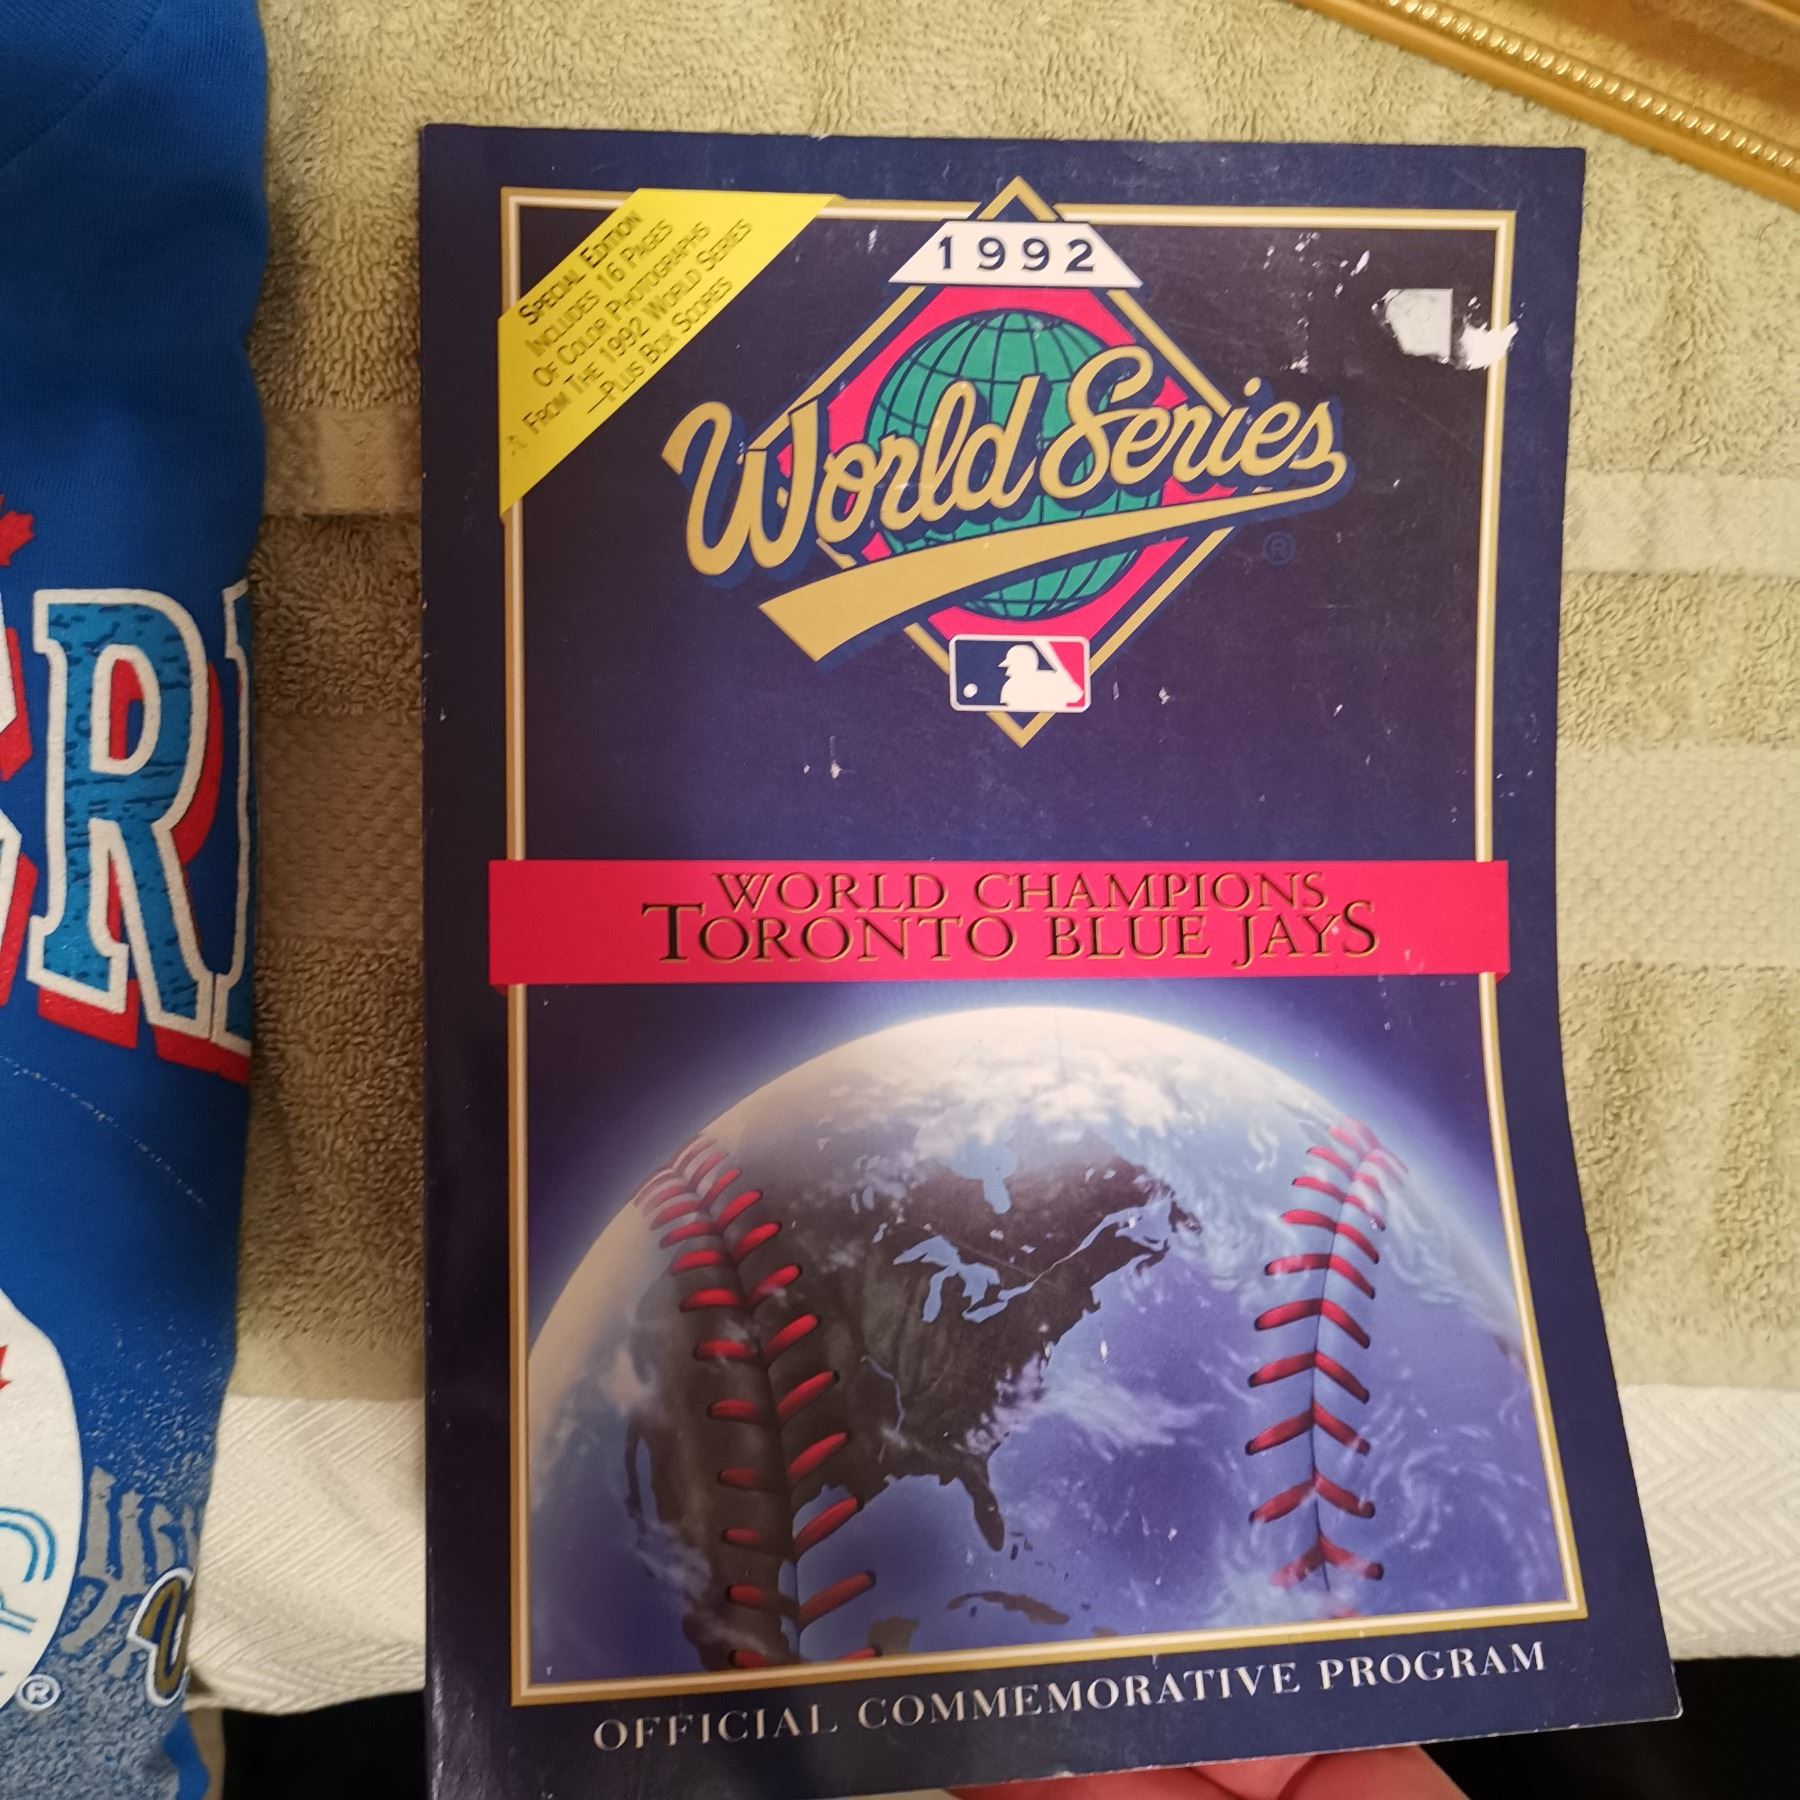 SPECIAL EDITION
INCLUDES 16 PAGES
OF COLOR PHOTOGRAPHS
FROM THE 1992 WORLD SERIES
—PLUS BOX SCORES
1992
World Series
®
WORLD CHAMPIONS
TORONTO BLUE JAYS
OFFICIAL COMMEMORATIVE PROGRAM
R
®